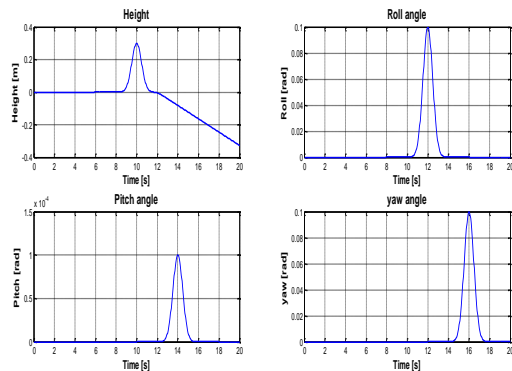 Height
Height [m]
0.4
0.2
0
-0.2
-0.4
0 2 4 6 8 10 12 14 16 18 20
Time [s]
Roll angle
Roll [rad]
0.1
0.08
0.06
0.04
0.02
0
0 2 4 6 8 10 12 14 16 18 20
Time [s]
Pitch angle
x 10⁻⁴
Pitch [rad]
1.5
1
0.5
0
0 2 4 6 8 10 12 14 16 18 20
Time [s]
yaw angle
yaw [rad]
0.1
0.08
0.06
0.04
0.02
0
0 2 4 6 8 10 12 14 16 18 20
Time [s]